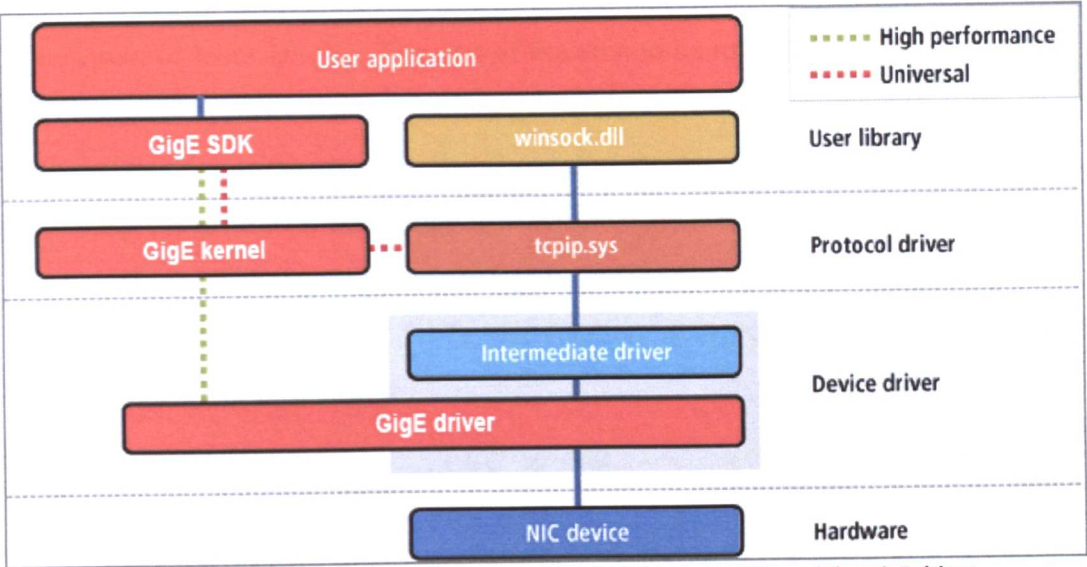 User application
High performance
Universal
GigE SDK
winsock.dll
User library
GigE kernel
tcpip.sys
Protocol driver
Intermediate driver
Device driver
GigE driver
NIC device
Hardware